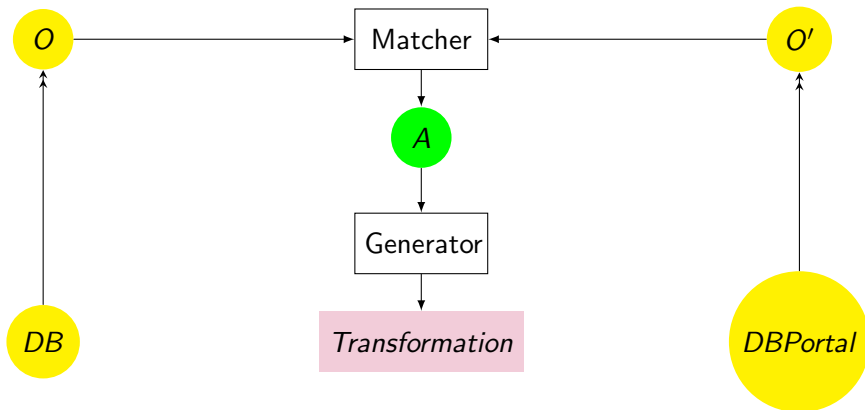 O
Matcher
O′
A
Generator
DB
Transformation
DBPortal